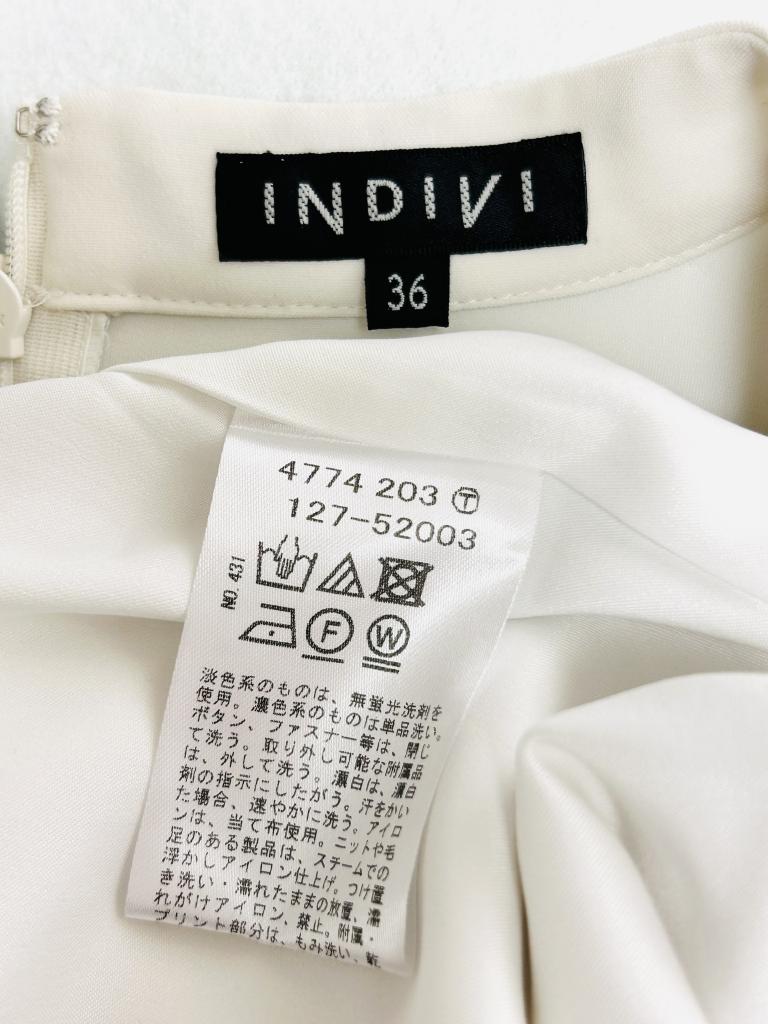 INDIVI
36
4774 203 Ⓣ
127-52003
NO.431
F
W
淡色系のものは、無蛍光洗剤を
使用。濃色系のものは単品洗い。
ボタン、ファスナー等は、閉じ
て洗う。取り外し可能な附属品
は、外して洗う。漂白は、漂白
剤の指示にしたがう。汗をかい
た場合、速やかに洗う。アイロ
ンは、当て布使用。ニットや毛
足のある製品は、スチームでの
浮かしアイロン仕上げ。つけ置
き洗い・濡れたままの放置、濡
れがけアイロン、禁止。附属・
プリント部分は、もみ洗い、